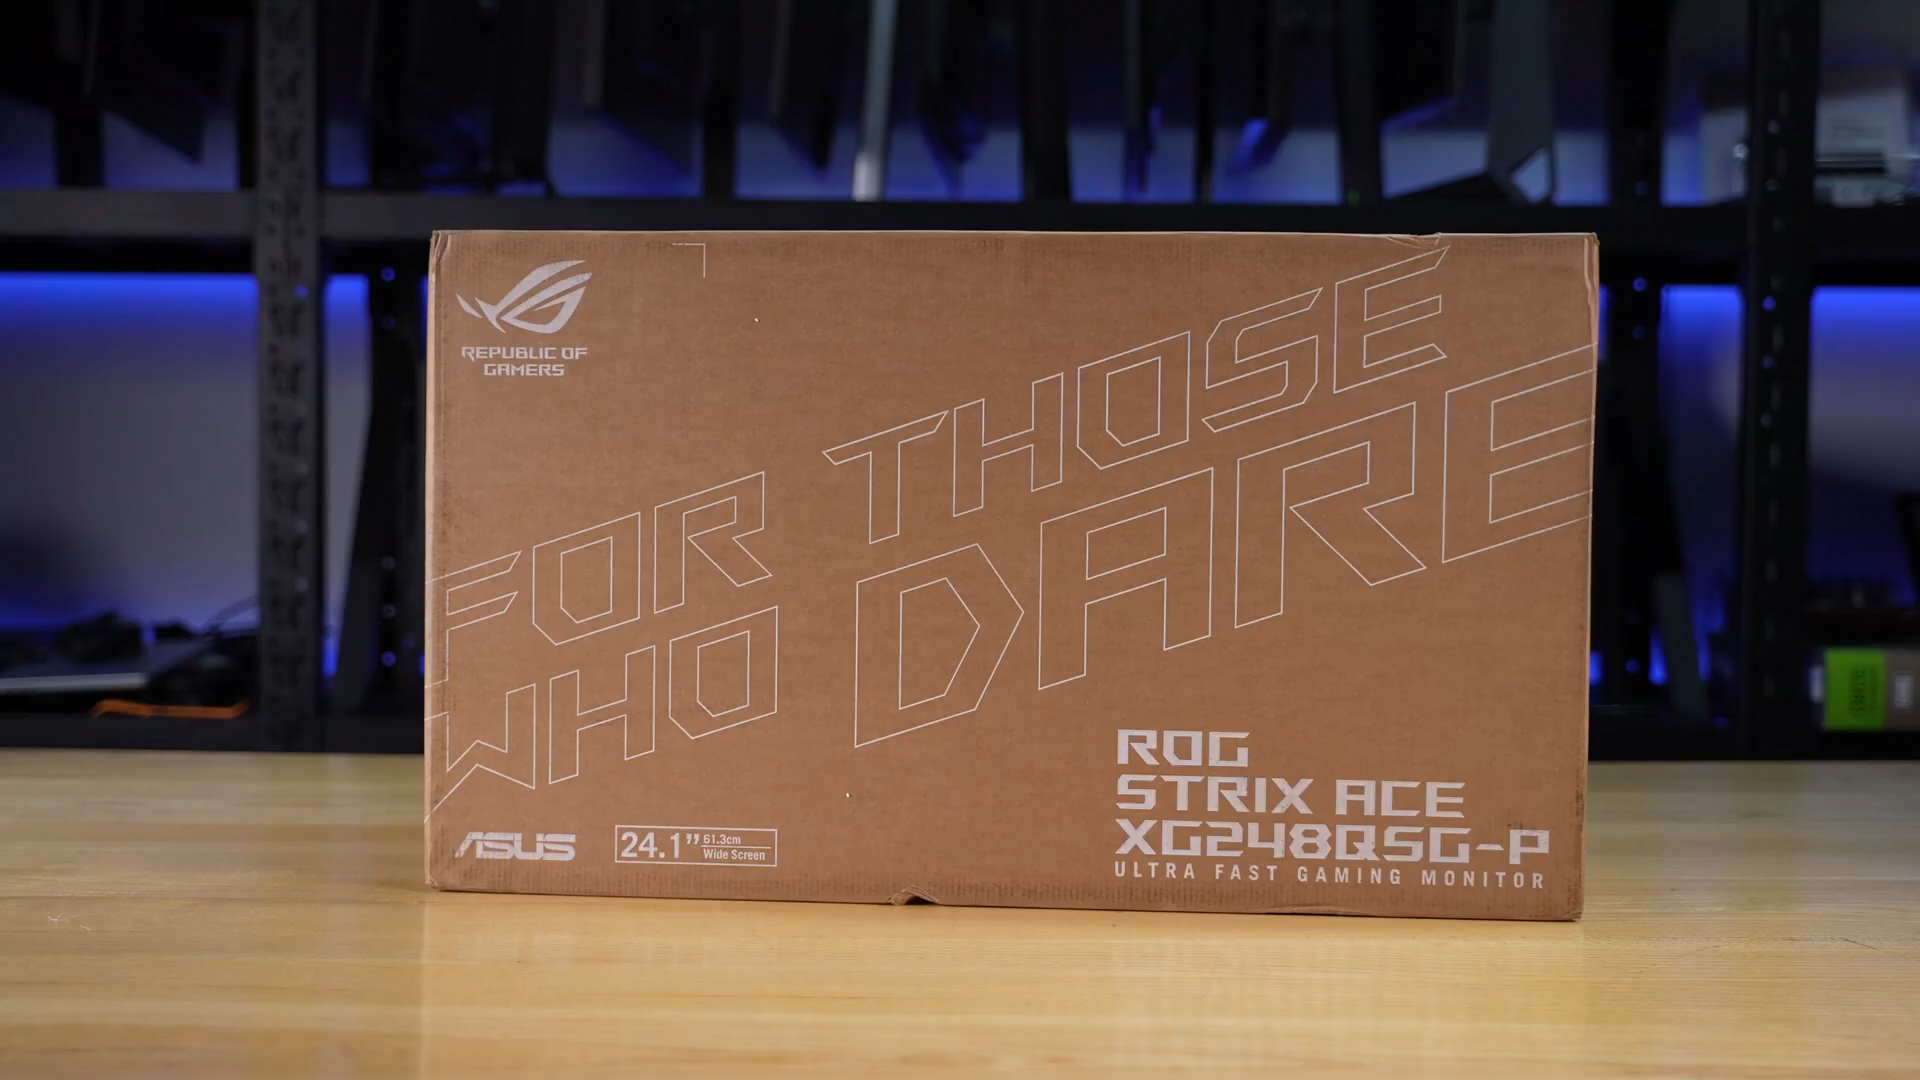 REPUBLIC OF
GAMERS
FOR THOSE
WHO DARE
ROG
STRIX ACE
XG248QSG-P
ULTRA FAST GAMING MONITOR
ASUS
24.1”
61.3cm
Wide Screen